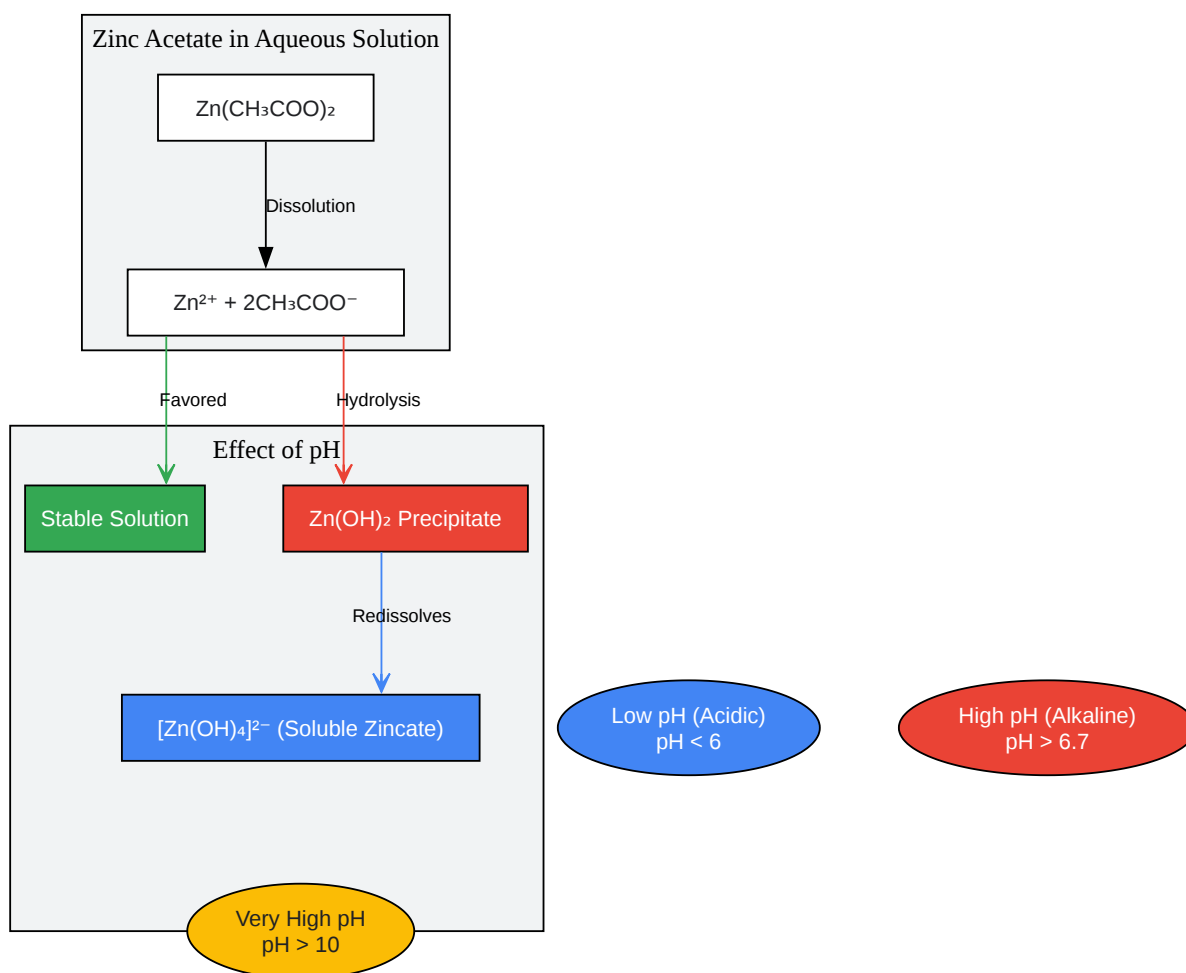 Zinc Acetate in Aqueous Solution
Zn(CH₃COO)₂
Dissolution
Zn²⁺ + 2CH₃COO⁻
Favored
Hydrolysis
Effect of pH
Stable Solution
Zn(OH)₂ Precipitate
Redissolves
[Zn(OH)₄]²⁻ (Soluble Zincate)
Low pH (Acidic)
pH < 6
High pH (Alkaline)
pH > 6.7
Very High pH
pH > 10